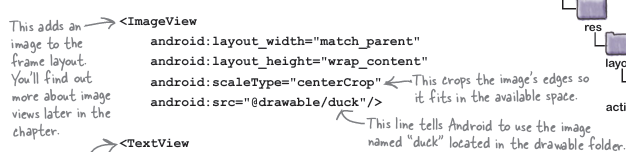 This adds an
image to the
frame layout.
You'll find out
more about image
views later in the
chapter.
<ImageView
android:layout_width="match_parent"
android:layout_height="wrap_content"
android:scaleType="centerCrop"
android:src="@drawable/duck"/>
<TextView
This crops the image's edges so
it fits in the available space.
This line tells Android to use the image
named "duck" located in the drawable folder.
res
layo
acti